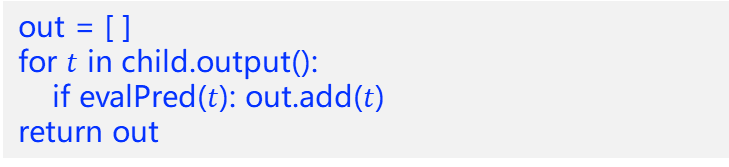 out = [ ]
for t in child.output():
if evalPred(t): out.add(t)
return out